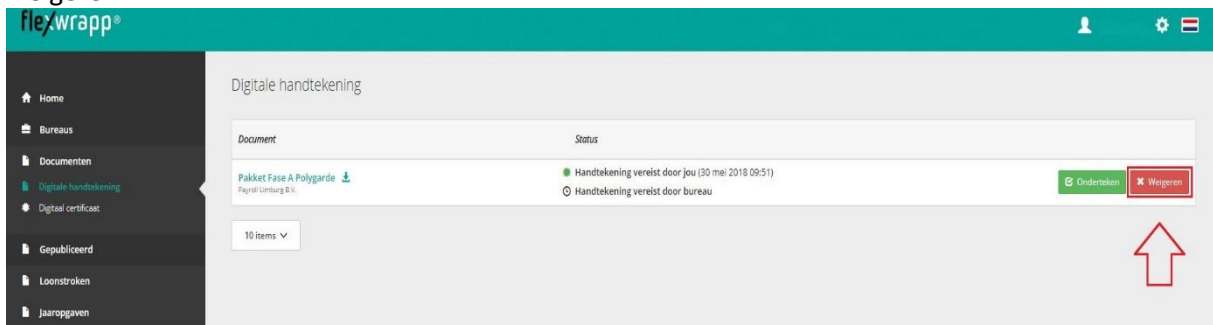 flexwrapp®
Home
Bureaus
Documenten
Digitale handtekening
Digitaal certificaat
Gepubliceerd
Loonstroken
Jaaropgaven
Digitale handtekening
Document Status
Pakket Fase A Polygarde
Payroll Limburg B.V.
Handtekening vereist door jou (30 mei 2018 09:51)
Handtekening vereist door bureau
Onderteken Weigeren
10 items